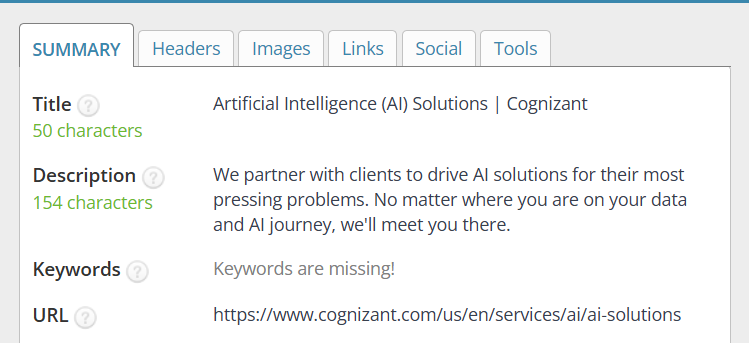 SUMMARY Headers Images Links Social Tools
Title ? Artificial Intelligence (AI) Solutions | Cognizant
50 characters
Description ? We partner with clients to drive AI solutions for their most
154 characters pressing problems. No matter where you are on your data
and AI journey, we'll meet you there.
Keywords ? Keywords are missing!
URL ? https://www.cognizant.com/us/en/services/ai/ai-solutions